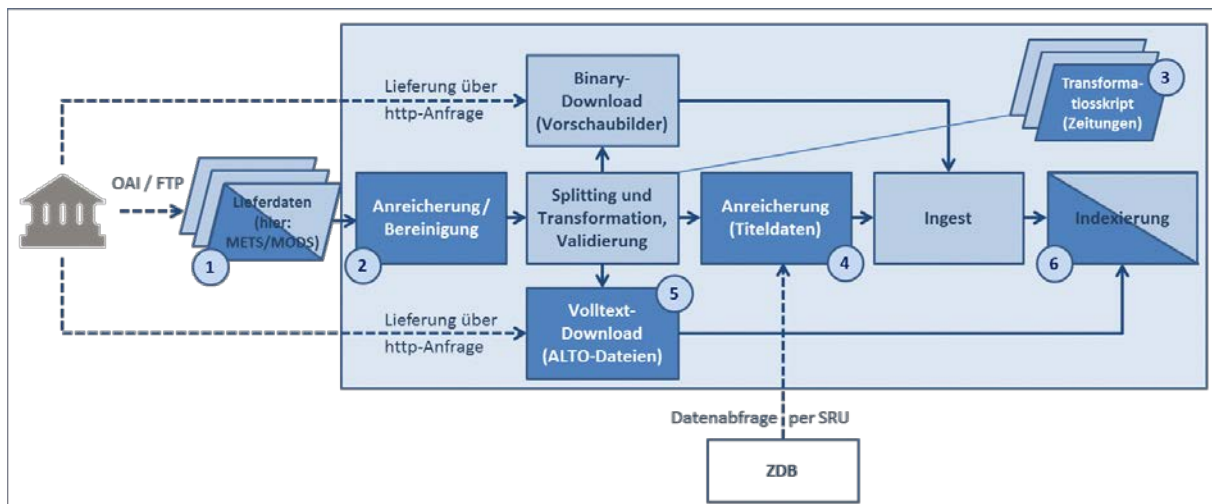 Lieferung über
http-Anfrage
Binary-
Download
(Vorschaubilder)
Transforma-
tiosskript
(Zeitungen)
3
OAI / FTP
Lieferdaten
(hier:
METS/MODS)
1
Anreicherung/
Bereinigung
2
Splitting und
Transformation,
Validierung
Anreicherung
(Titeldaten)
4
Ingest
Indexierung
6
Lieferung über
http-Anfrage
Volltext-
Download
(ALTO-Dateien)
5
Datenabfrage per SRU
ZDB